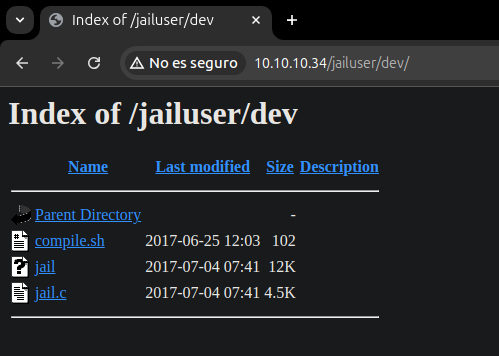 Index of /jailuser/dev
No es seguro 10.10.10.34/jailuser/dev/
Index of /jailuser/dev
Name Last modified Size Description
Parent Directory -
compile.sh 2017-06-25 12:03 102
jail 2017-07-04 07:41 12K
jail.c 2017-07-04 07:41 4.5K